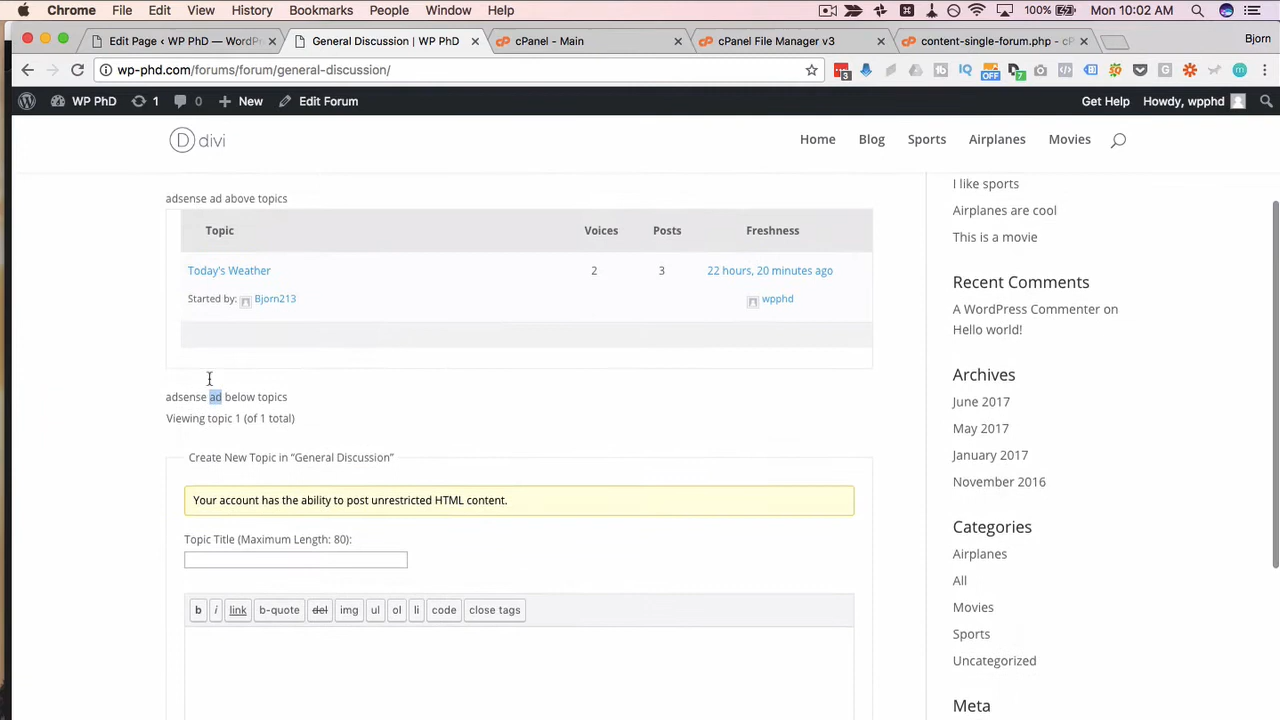 Chrome File Edit View History Bookmarks People Window Help 100% Mon 10:02 AM
Edit Page ‹ WP PhD — WordPr General Discussion | WP PhD cPanel - Main cPanel File Manager v3 content-single-forum.php - cP Bjorn
wp-phd.com/forums/forum/general-discussion/
WP PhD 1 0 + New Edit Forum Get Help Howdy, wpphd
D divi Home Blog Sports Airplanes Movies
adsense ad above topics
Topic Voices Posts Freshness
Today's Weather 2 3 22 hours, 20 minutes ago
Started by: Bjorn213 wpphd
adsense ad below topics
Viewing topic 1 (of 1 total)
Create New Topic in “General Discussion”
Your account has the ability to post unrestricted HTML content.
Topic Title (Maximum Length: 80):
b i link b-quote del img ul ol li code close tags
I like sports
Airplanes are cool
This is a movie
Recent Comments
A WordPress Commenter on
Hello world!
Archives
June 2017
May 2017
January 2017
November 2016
Categories
Airplanes
All
Movies
Sports
Uncategorized
Meta